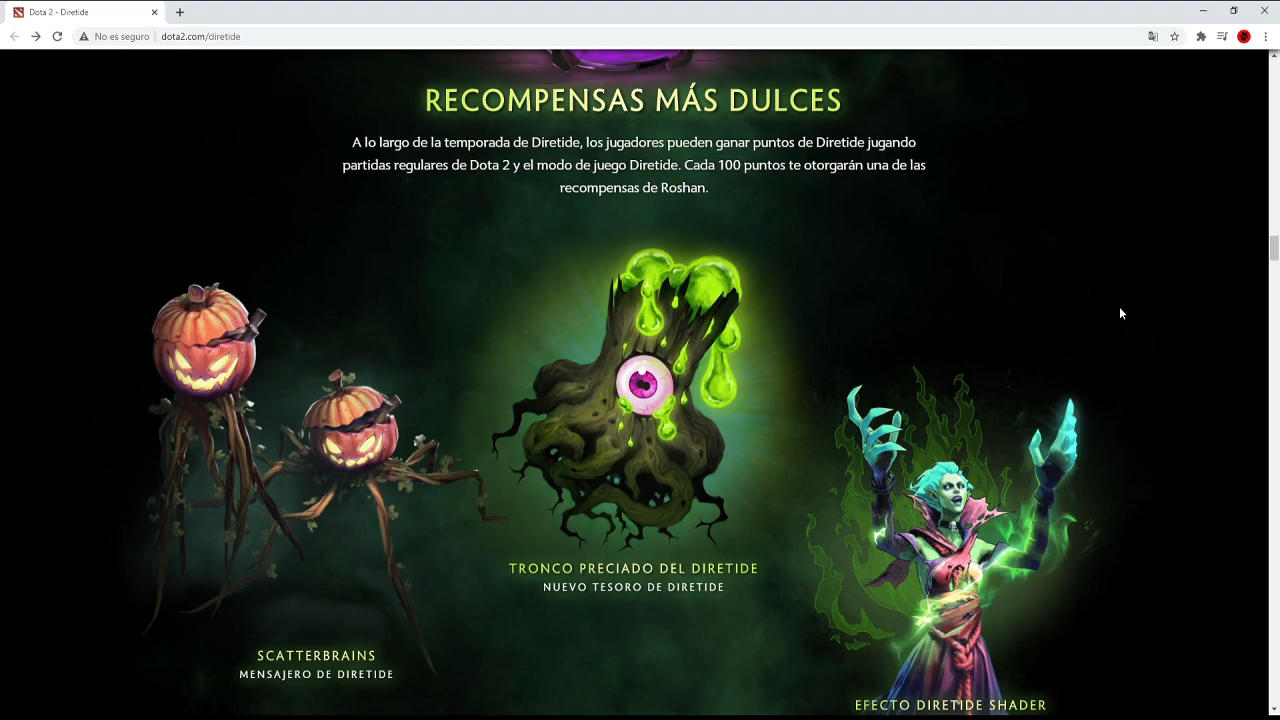 Dota 2 - Diretide
No es seguro
dota2.com/diretide
RECOMPENSAS MÁS DULCES
A lo largo de la temporada de Diretide, los jugadores pueden ganar puntos de Diretide jugando
partidas regulares de Dota 2 y el modo de juego Diretide. Cada 100 puntos te otorgarán una de las
recompensas de Roshan.
TRONCO PRECIADO DEL DIRETIDE
NUEVO TESORO DE DIRETIDE
SCATTERBRAINS
MENSAJERO DE DIRETIDE
EFECTO DIRETIDE SHADER